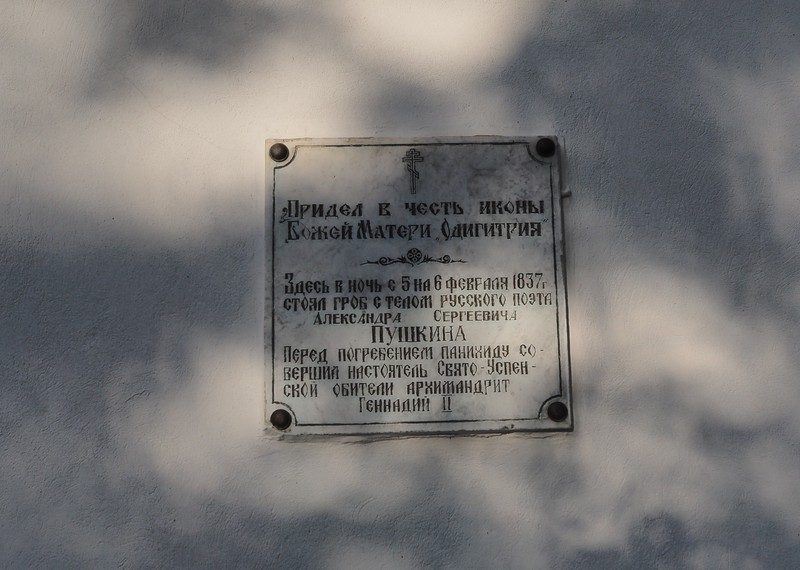 Придел в честь иконы
Божей Матери „Одигитрия"
Здесь в ночь с 5 на 6 февраля 1837г
стоял гроб с телом русского поэта
Александра Сергеевича
ПУШКИНА
Перед погребением панихиду со-
вершил настоятель Свято-Успен-
ской обители архимандрит
Геннадий II